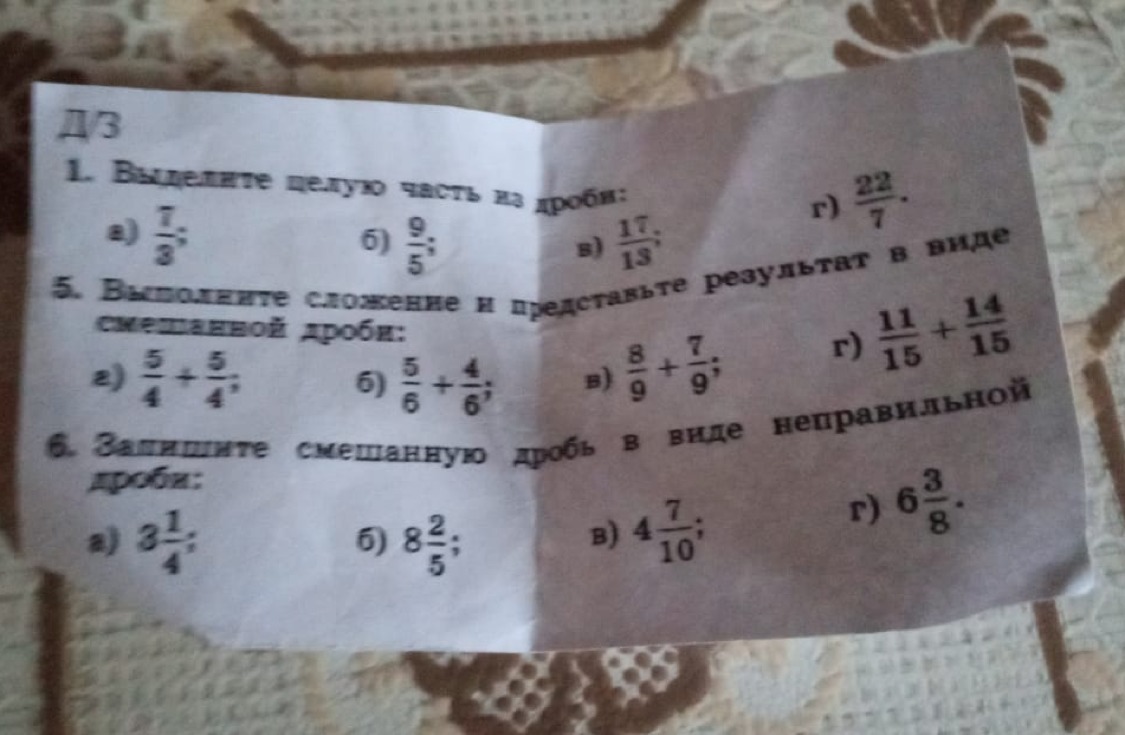 Д/З
1. Выделите целую часть из дроби:
а) 7/3; б) 9/5; в) 17/13; г) 22/7.
5. Выполните сложение и представьте результат в виде
смешанной дроби:
а) 5/4 + 5/4; б) 5/6 + 4/6; в) 8/9 + 7/9; г) 11/15 + 14/15
6. Запишите смешанную дробь в виде неправильной
дроби:
а) 3 1/4; б) 8 2/5; в) 4 7/10; г) 6 3/8.